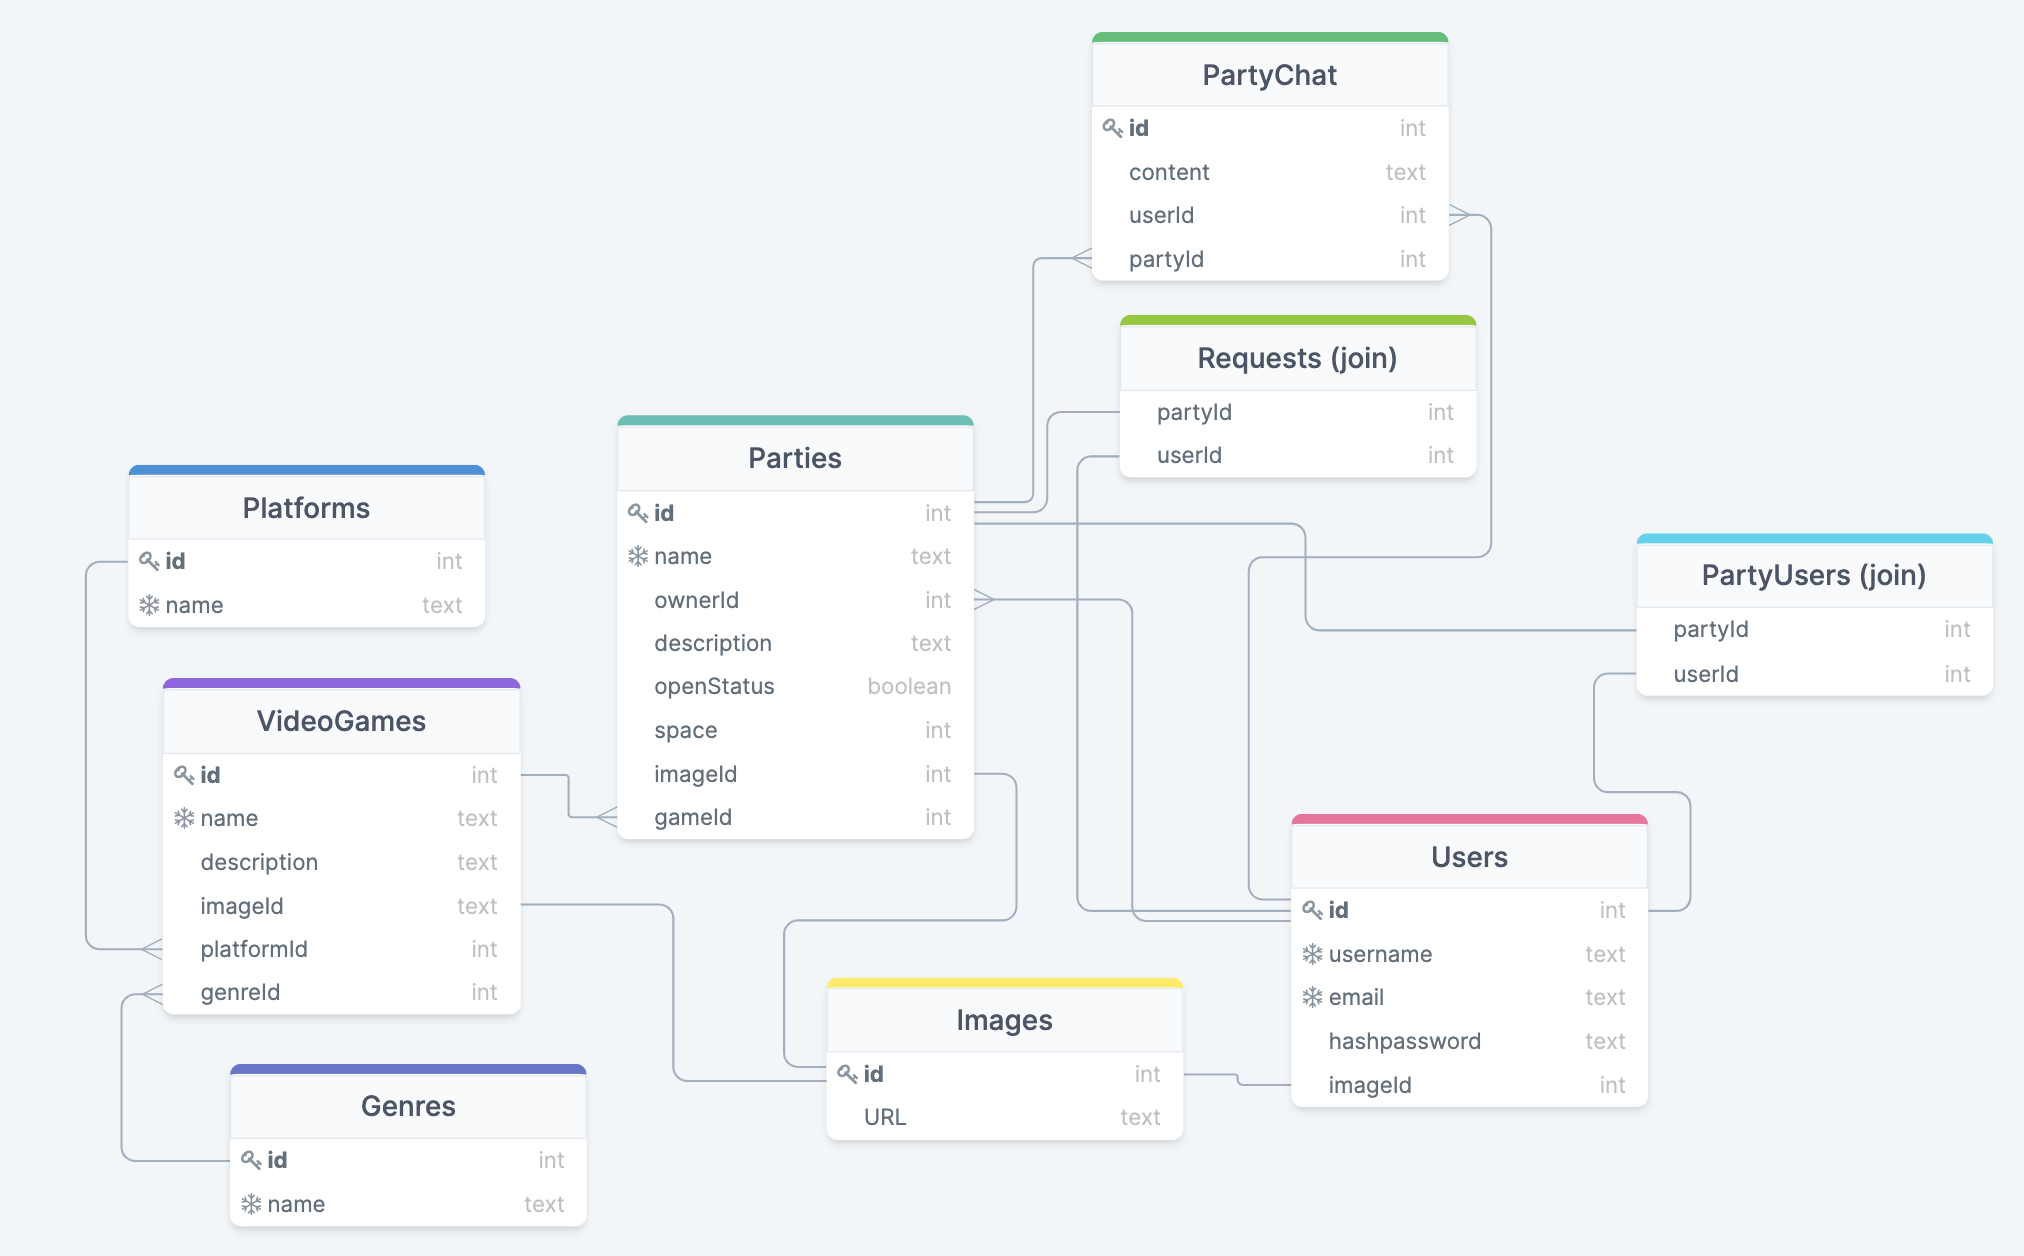 PartyChat
id int
content text
userId int
partyId int
Requests (join)
partyId int
userId int
Parties
id int
name text
ownerId int
description text
openStatus boolean
space int
imageId int
gameId int
Platforms
id int
name text
PartyUsers (join)
partyId int
userId int
VideoGames
id int
name text
description text
imageId text
platformId int
genreId int
Users
id int
username text
email text
hashpassword text
imageId int
Images
id int
URL text
Genres
id int
name text